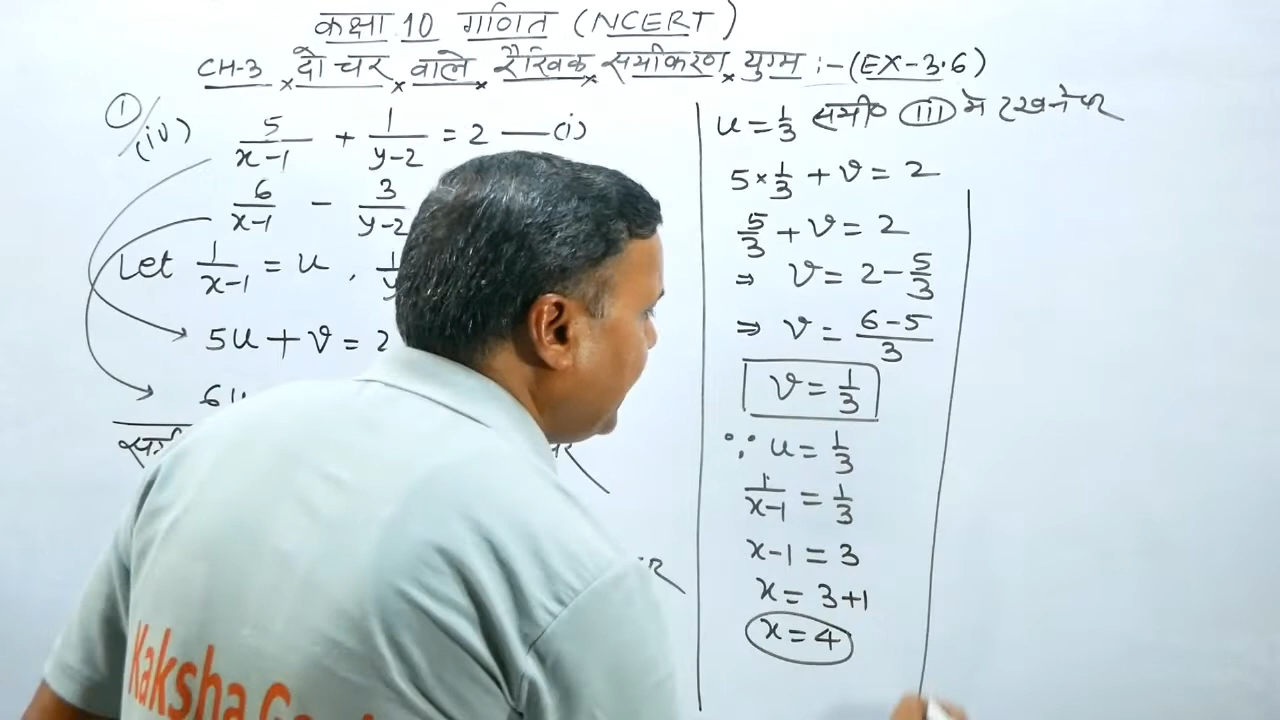 कक्षा 10 गणित (NCERT)
CH-3 × दो चर × वाले × रैखिक × समीकरण × युग्म :- (EX-3.6)
① (iv) 5/(x-1) + 1/(y-2) = 2 — (i)
6/(x-1) - 3/(y-2)
Let 1/(x-1) = u ,
5u + v = 2
u = 1/3 समी० (iii) में रखने पर
5 × 1/3 + v = 2
5/3 + v = 2
⇒ v = 2 - 5/3
⇒ v = (6-5)/3
v = 1/3
∵ u = 1/3
1/(x-1) = 1/3
x-1 = 3
x = 3+1
x = 4
Kaksha